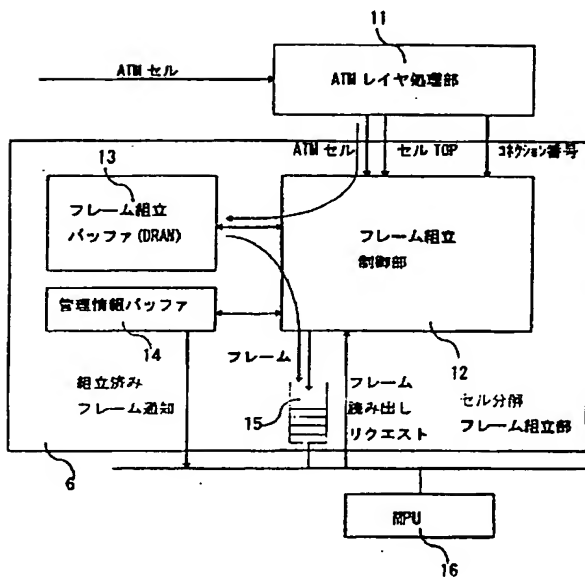 11
ATM セル
ATM レイヤ処理部
13
ATM セル
セル TOP
コネクション番号
フレーム組立
バッファ(DRAM)
フレーム組立
制御部
管理情報バッファ
14
フレーム
12
組立済み
フレーム通知
15
フレーム
読み出し
リクエスト
セル分解
フレーム組立部
6
MPU
16